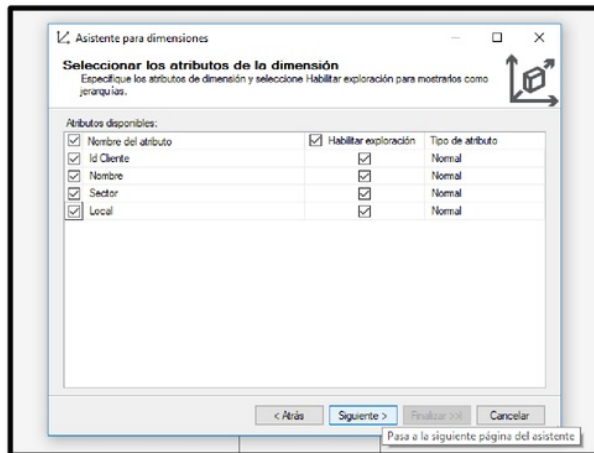 Asistente para dimensiones
Seleccionar los atributos de la dimensión
Especifique los atributos de dimensión y seleccione Habilitar exploración para mostrarlos como
jerarquías.
Atributos disponibles:
Nombre del atributo Habilitar exploración Tipo de atributo
Id Cliente Normal
Nombre Normal
Sector Normal
Local Normal
< Atrás Siguiente > Finalizar >>| Cancelar
Pasa a la siguiente página del asistente